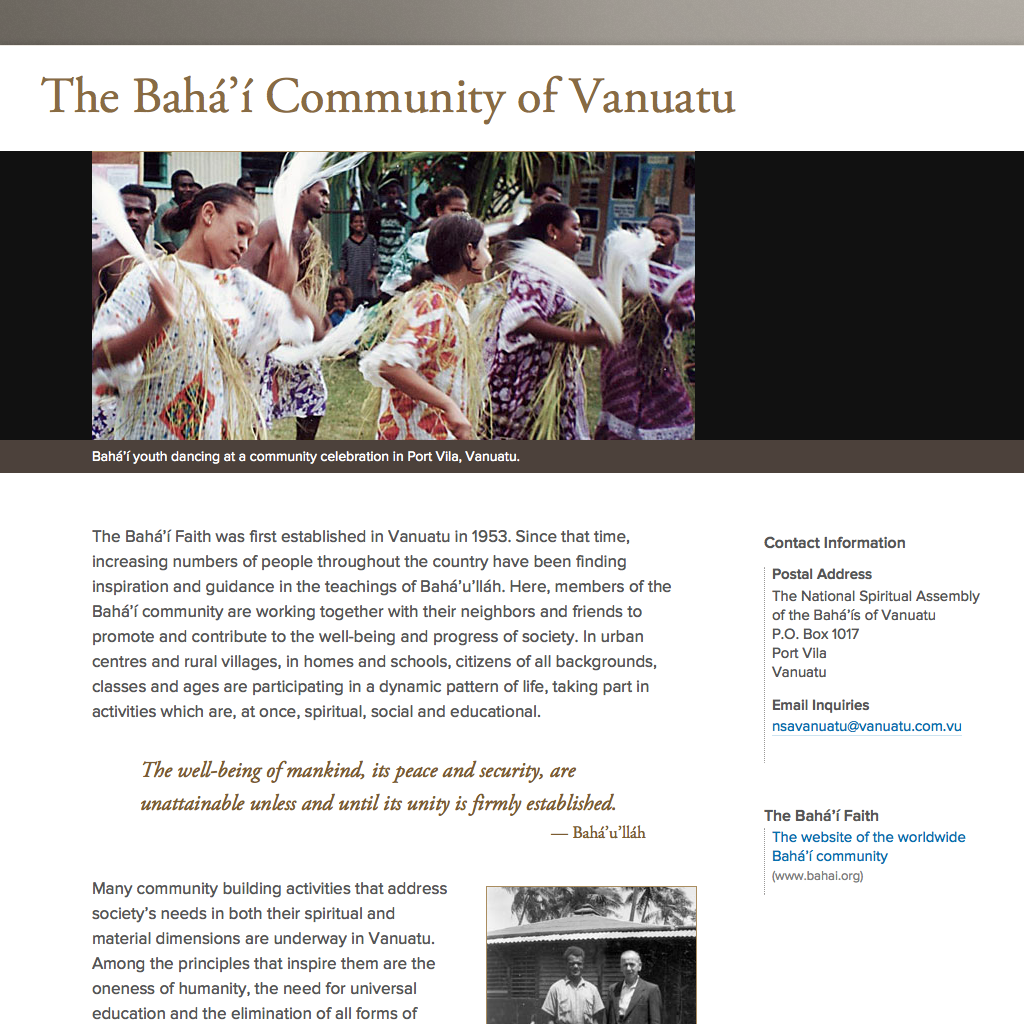 The Bahá’í Community of Vanuatu
Bahá’í youth dancing at a community celebration in Port Vila, Vanuatu.
The Bahá’í Faith was first established in Vanuatu in 1953. Since that time,
increasing numbers of people throughout the country have been finding
inspiration and guidance in the teachings of Bahá’u’lláh. Here, members of the
Bahá’í community are working together with their neighbors and friends to
promote and contribute to the well-being and progress of society. In urban
centres and rural villages, in homes and schools, citizens of all backgrounds,
classes and ages are participating in a dynamic pattern of life, taking part in
activities which are, at once, spiritual, social and educational.
The well-being of mankind, its peace and security, are
unattainable unless and until its unity is firmly established.
— Bahá’u’lláh
Many community building activities that address
society’s needs in both their spiritual and
material dimensions are underway in Vanuatu.
Among the principles that inspire them are the
oneness of humanity, the need for universal
education and the elimination of all forms of
Contact Information
Postal Address
The National Spiritual Assembly
of the Bahá’ís of Vanuatu
P.O. Box 1017
Port Vila
Vanuatu
Email Inquiries
nsavanuatu@vanuatu.com.vu
The Bahá’í Faith
The website of the worldwide
Bahá’í community
(www.bahai.org)